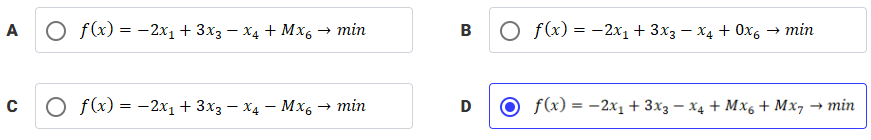 A f(x) = −2x₁ + 3x₃ − x₄ + Mx₆ → min
B f(x) = −2x₁ + 3x₃ − x₄ + 0x₆ → min
C f(x) = −2x₁ + 3x₃ − x₄ − Mx₆ → min
D f(x) = −2x₁ + 3x₃ − x₄ + Mx₆ + Mx₇ → min